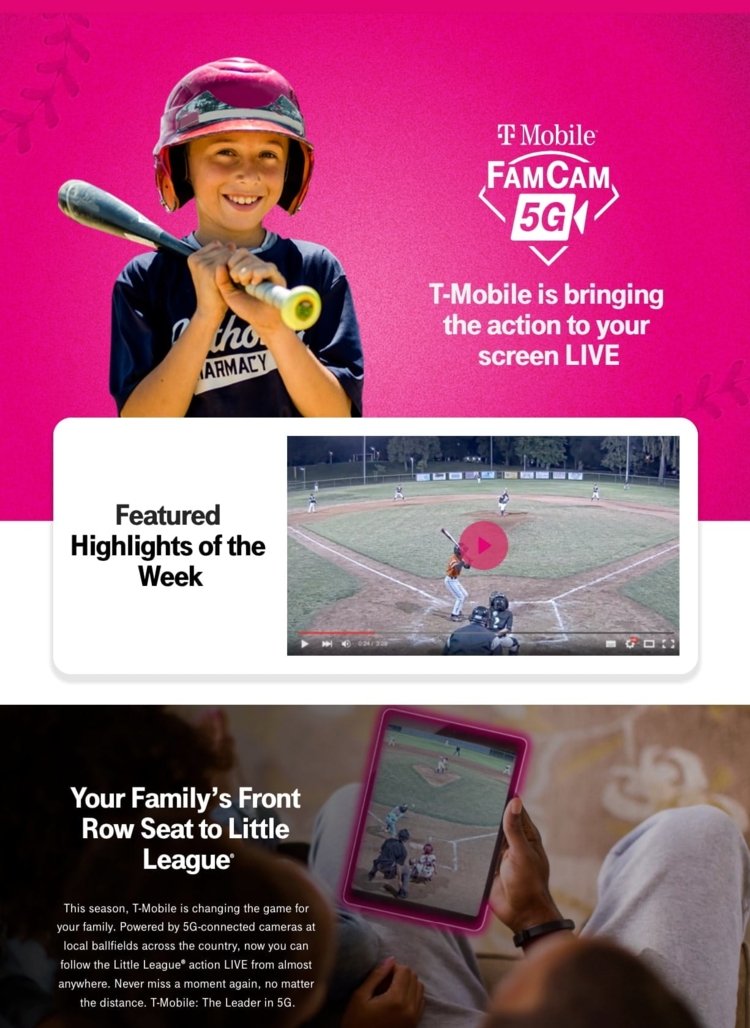 T Mobile
FAMCAM
5G
T-Mobile is bringing
the action to your
screen LIVE
ARMACY
Featured
Highlights of the
Week
0:24 / 3:28
Your Family's Front
Row Seat to Little
League®
This season, T-Mobile is changing the game for
your family. Powered by 5G-connected cameras at
local ballfields across the country, now you can
follow the Little League® action LIVE from almost
anywhere. Never miss a moment again, no matter
the distance. T-Mobile: The Leader in 5G.